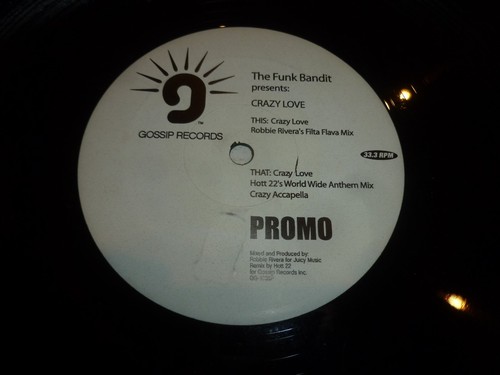 The Funk Bandit
presents:
CRAZY LOVE
THIS: Crazy Love
Robbie Rivera's Filta Flava Mix
TM
GOSSIP RECORDS
33.3 RPM
THAT: Crazy Love
Hott 22's World Wide Anthem Mix
Crazy Accapella
PROMO
Mixed and Produced by:
Robbie Rivera for Juicy Music.
Remix by Hott 22
for Gossip Records Inc.